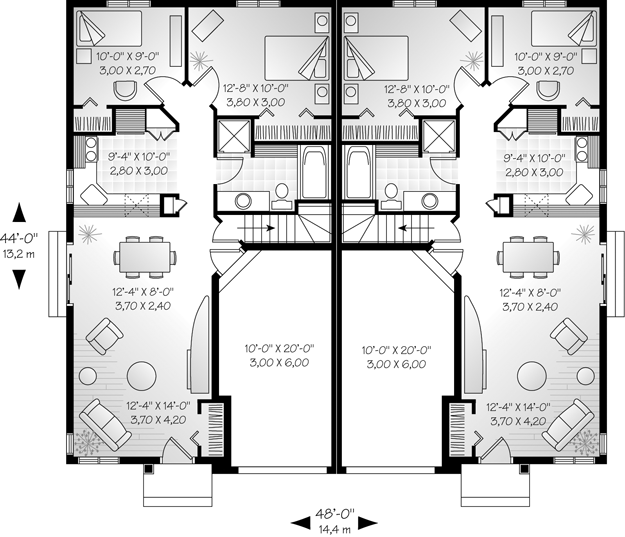 10'-0" X 9'-0"
3,00 X 2,70
12'-8" X 10'-0"
3,80 X 3,00
12'-8" X 10'-0"
3,80 X 3,00
10'-0" X 9'-0"
3,00 X 2,70
9'-4" X 10'-0"
2,80 X 3,00
9'-4" X 10'-0"
2,80 X 3,00
44'-0"
13,2 m
12'-4" X 8'-0"
3,70 X 2,40
12'-4" X 8'-0"
3,70 X 2,40
10'-0" X 20'-0"
3,00 X 6,00
10'-0" X 20'-0"
3,00 X 6,00
12'-4" X 14'-0"
3,70 X 4,20
12'-4" X 14'-0"
3,70 X 4,20
48'-0"
14,4 m